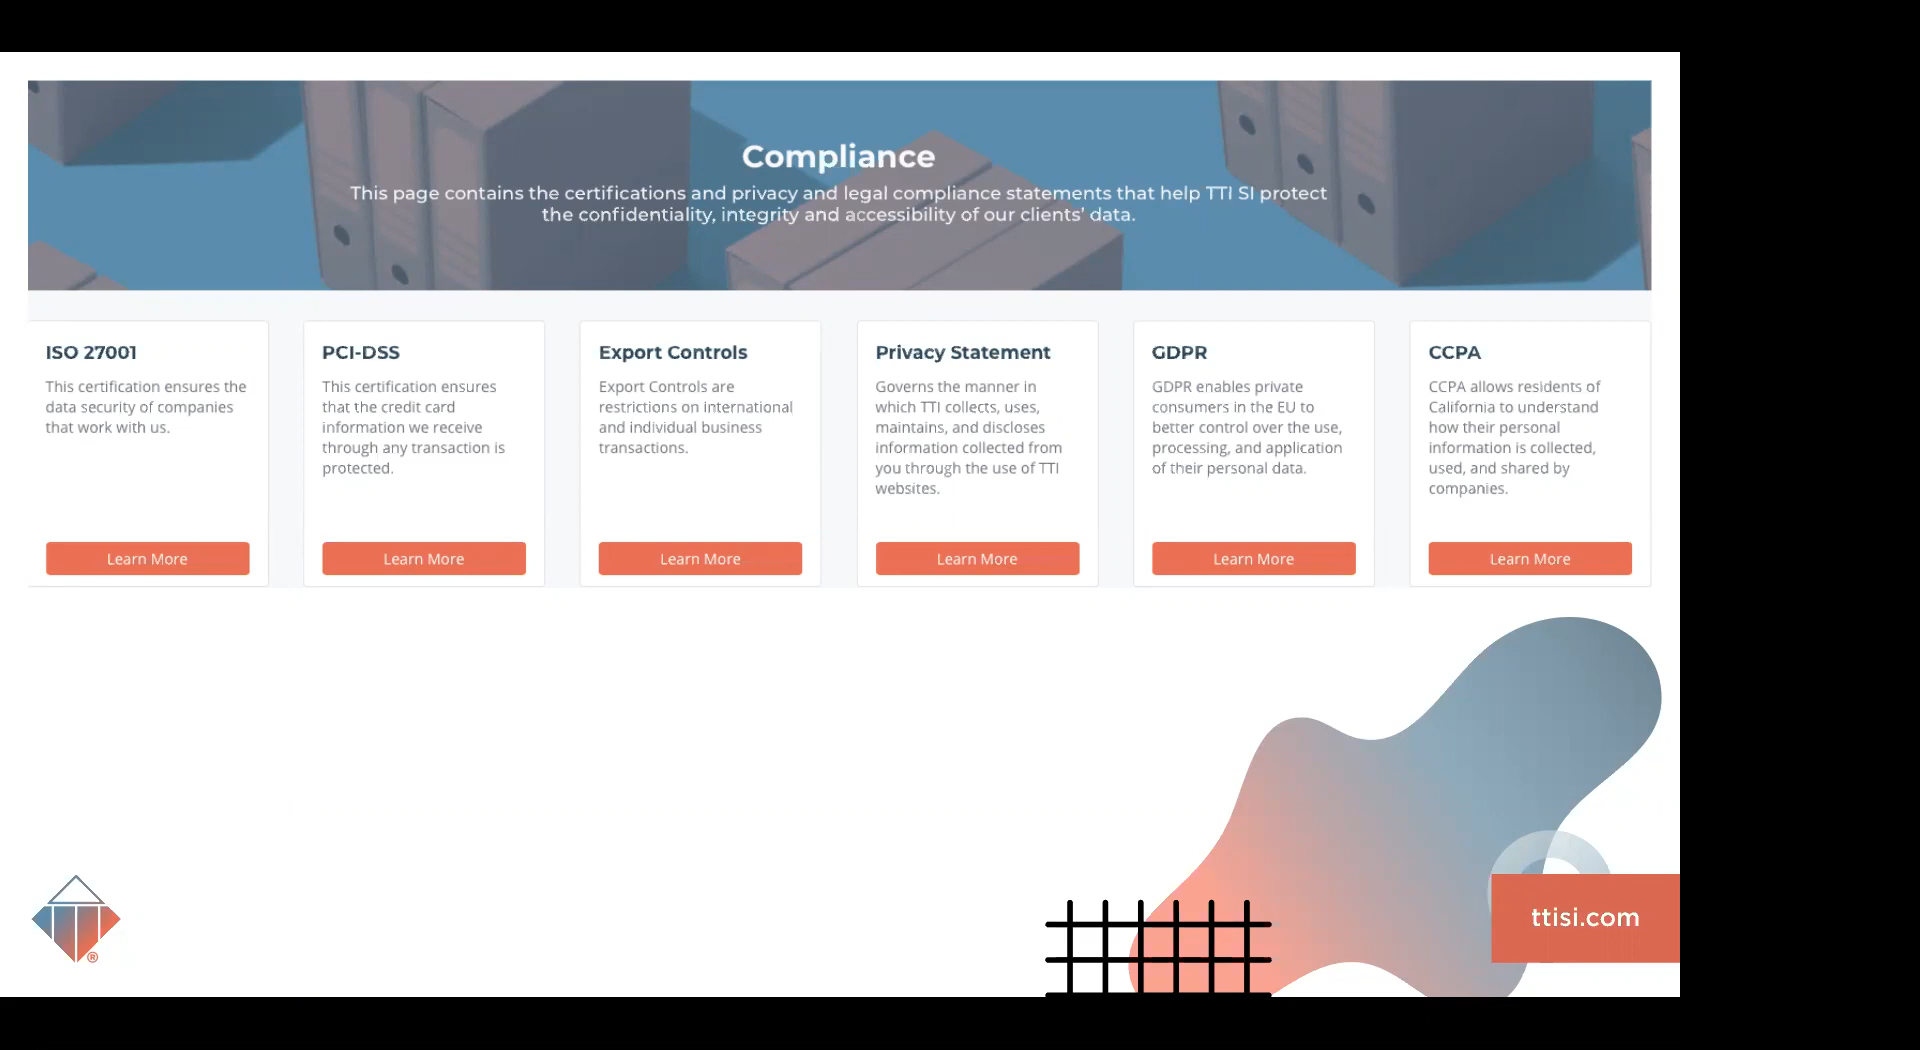 Compliance
This page contains the certifications and privacy and legal compliance statements that help TTI SI protect
the confidentiality, integrity and accessibility of our clients' data.
ISO 27001
This certification ensures the
data security of companies
that work with us.
Learn More
PCI-DSS
This certification ensures
that the credit card
information we receive
through any transaction is
protected.
Learn More
Export Controls
Export Controls are
restrictions on international
and individual business
transactions.
Learn More
Privacy Statement
Governs the manner in
which TTI collects, uses,
maintains, and discloses
information collected from
you through the use of TTI
websites.
Learn More
GDPR
GDPR enables private
consumers in the EU to
better control over the use,
processing, and application
of their personal data.
Learn More
CCPA
CCPA allows residents of
California to understand
how their personal
information is collected,
used, and shared by
companies.
Learn More
TTI®
ttisi.com